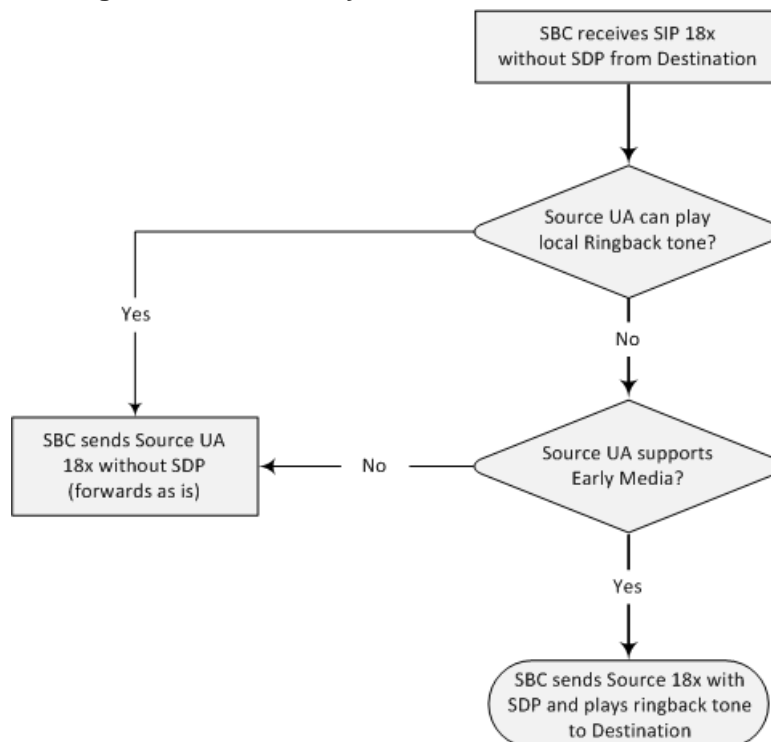 SBC receives SIP 18x
without SDP from Destination
Source UA can play
local Ringback tone?
Yes
No
SBC sends Source UA
18x without SDP
(forwards as is)
No
Source UA supports
Early Media?
Yes
SBC sends Source 18x with
SDP and plays ringback tone
to Destination